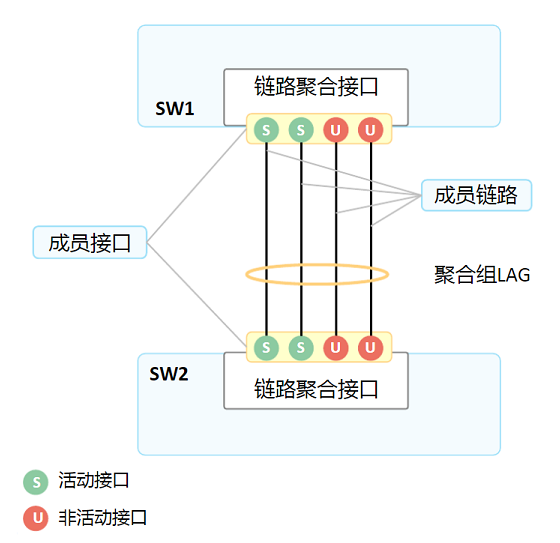 链路聚合接口
SW1
S S U U
成员链路
成员接口
聚合组LAG
S S U U
SW2
链路聚合接口
S 活动接口
U 非活动接口